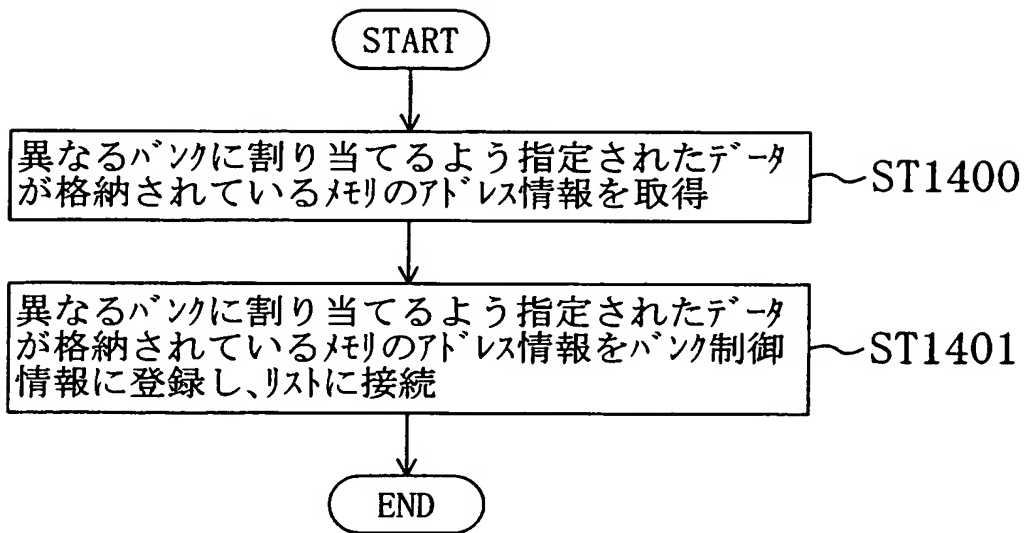 START
異なるバンクに割り当てるよう指定されたデータ
が格納されているメモリのアドレス情報を取得
ST1400
異なるバンクに割り当てるよう指定されたデータ
が格納されているメモリのアドレス情報をバンク制御
情報に登録し、リストに接続
ST1401
END